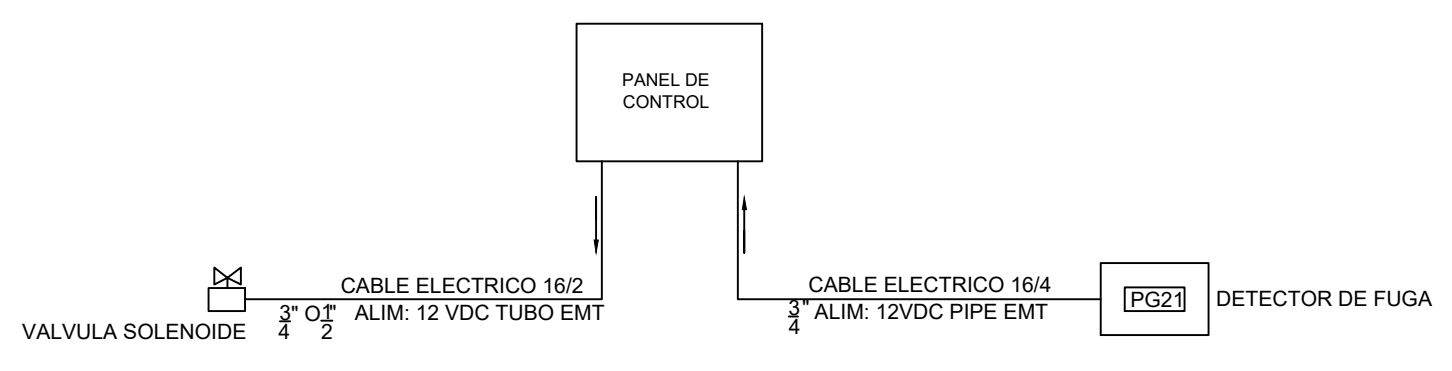 PANEL DE
CONTROL
CABLE ELECTRICO 16/2
3/4" O 1/2" ALIM: 12 VDC TUBO EMT
VALVULA SOLENOIDE
CABLE ELECTRICO 16/4
3/4" ALIM: 12VDC PIPE EMT
PG21
DETECTOR DE FUGA